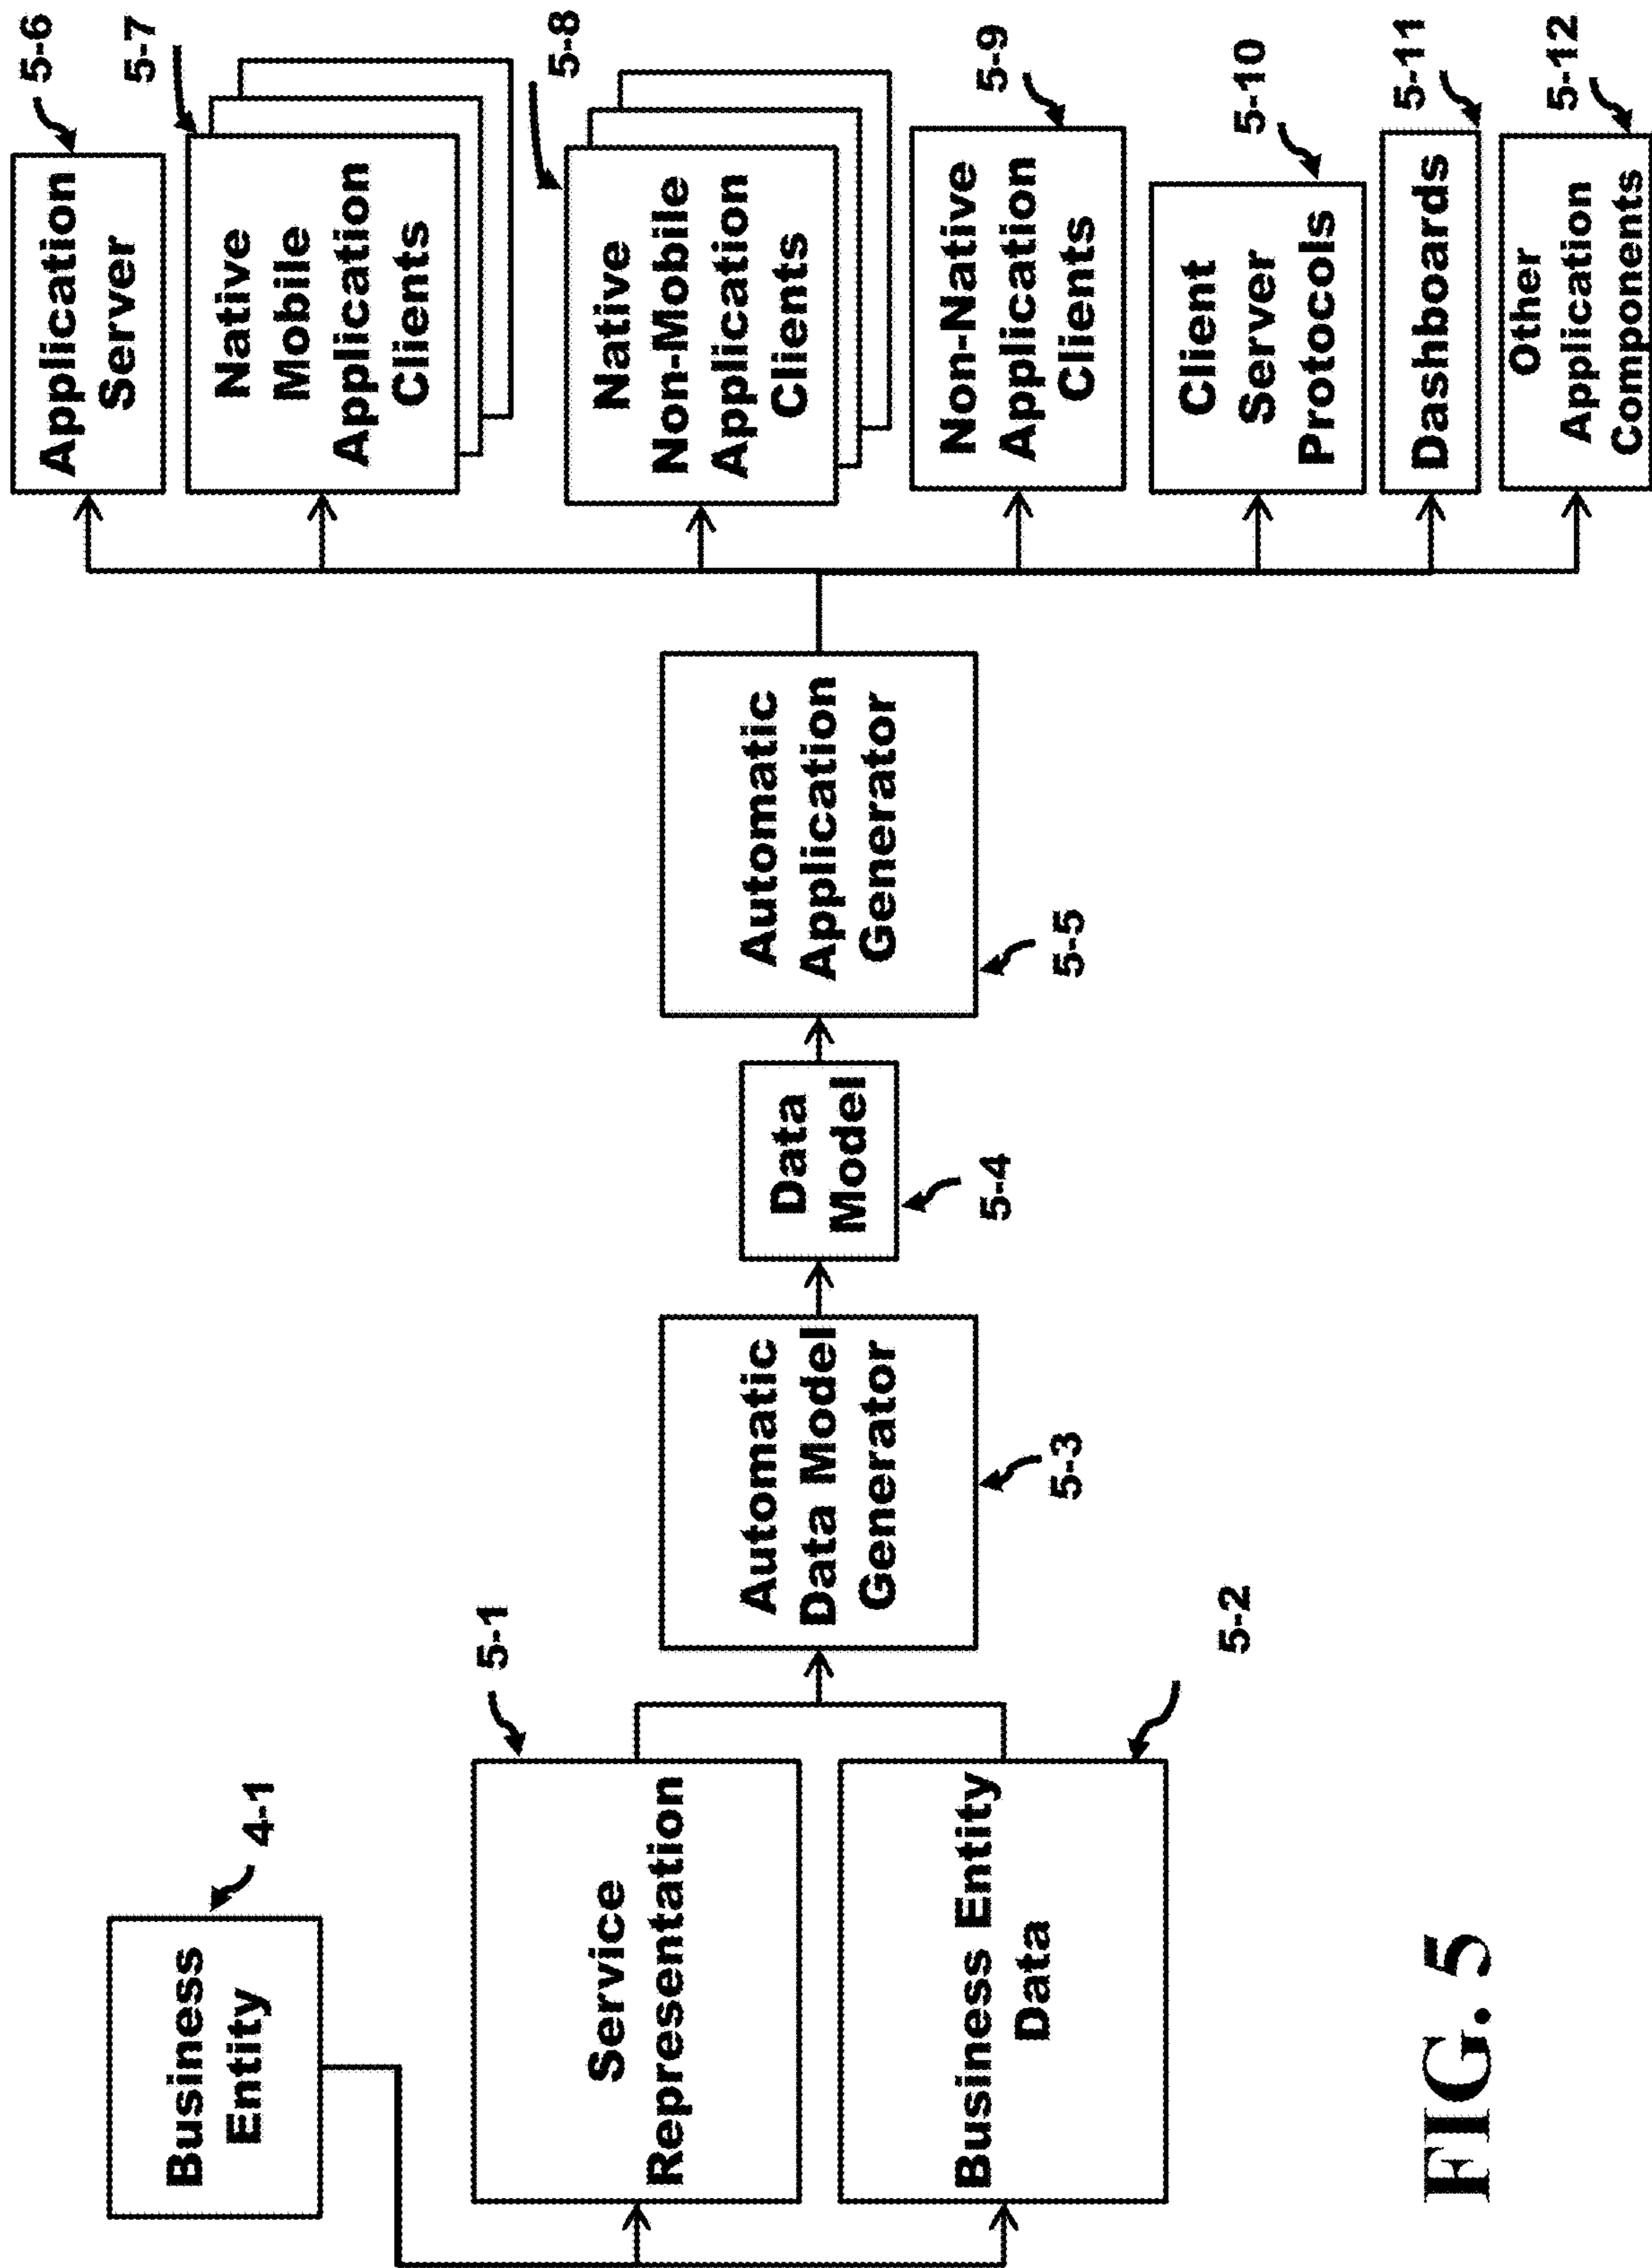 Business
Entity
4-1
Service
Representation
5-1
Business Entity
Data
5-2
Automatic
Data Model
Generator
5-3
Data
Model
5-4
Automatic
Application
Generator
5-5
Application
Server
5-6
Native
Mobile
Application
Clients
5-7
Native
Non-Mobile
Application
Clients
5-8
Non-Native
Application
Clients
5-9
Client
Server
Protocols
5-10
Dashboards
5-11
Other
Application
Components
5-12
FIG. 5